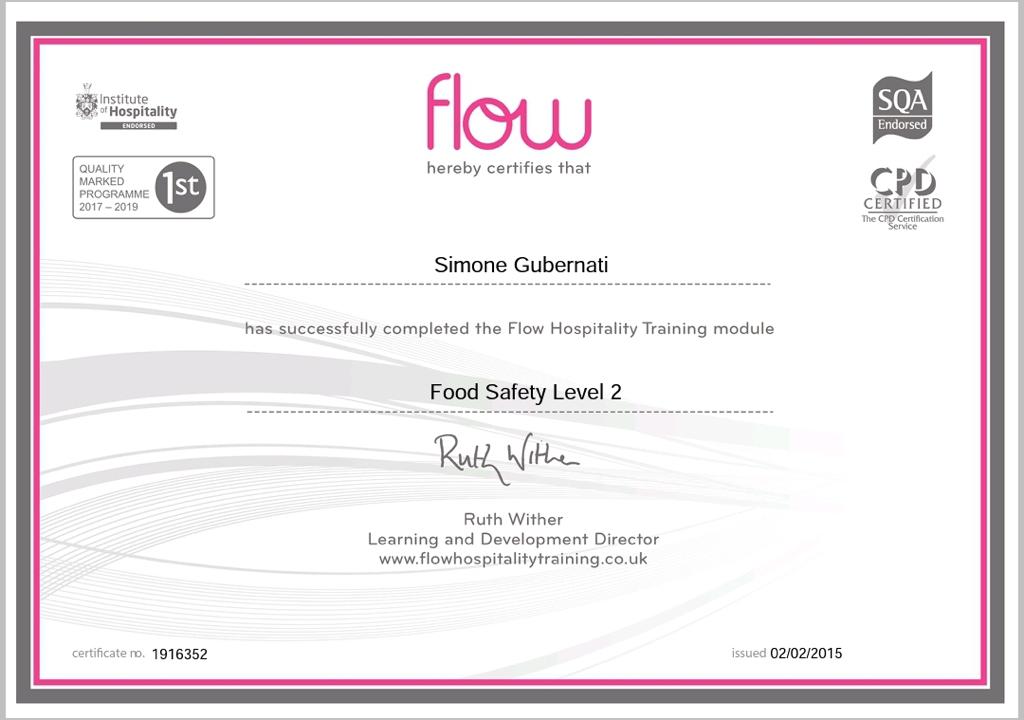 Institute
of Hospitality
ENDORSED
flow
hereby certifies that
SQA
Endorsed
QUALITY
MARKED
PROGRAMME
2017 – 2019
1st
CPD
CERTIFIED
The CPD Certification
Service
Simone Gubernati
has successfully completed the Flow Hospitality Training module
Food Safety Level 2
Ruth Wither
Ruth Wither
Learning and Development Director
www.flowhospitalitytraining.co.uk
certificate no. 1916352
issued 02/02/2015